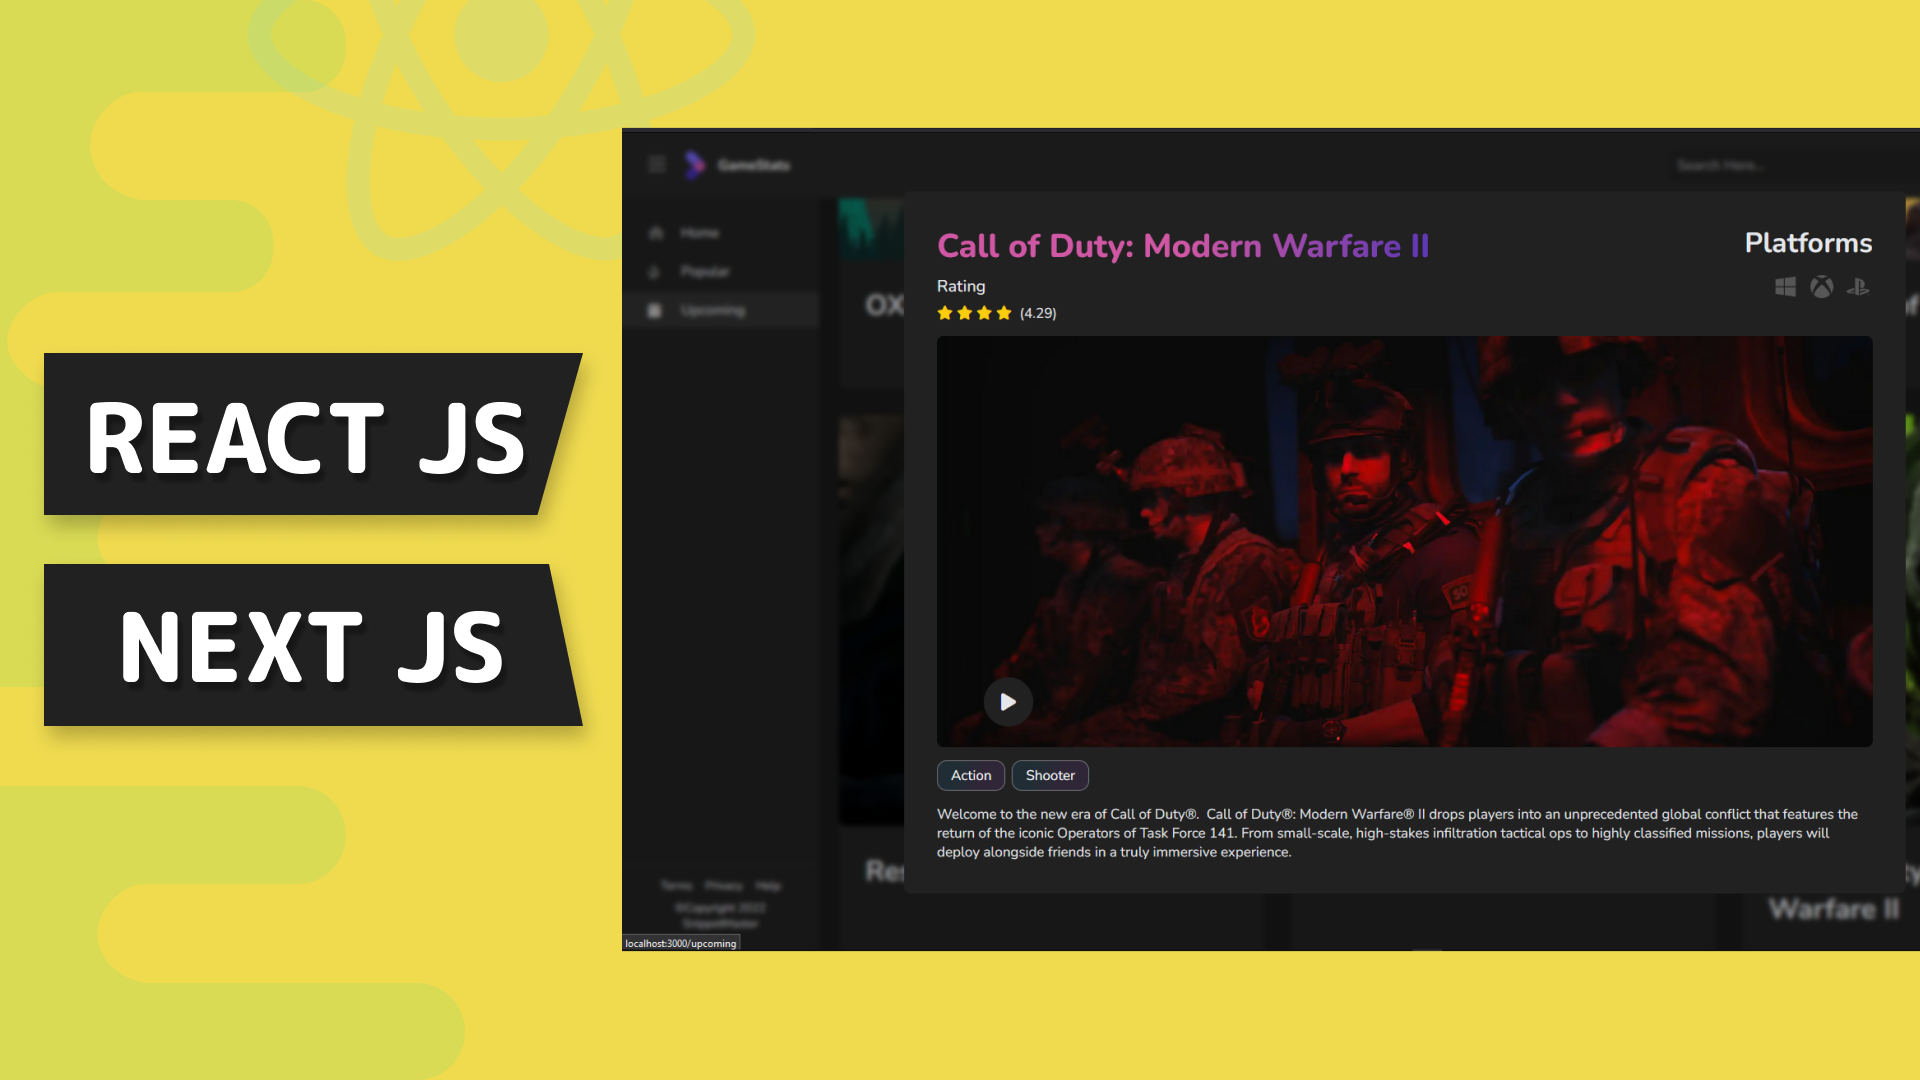 REACT JS
NEXT JS
GameStats
Search Here...
Home
Popular
Upcoming
Call of Duty: Modern Warfare II
Rating
(4.29)
Platforms
Action
Shooter
Welcome to the new era of Call of Duty®.  Call of Duty®: Modern Warfare® II drops players into an unprecedented global conflict that features the
return of the iconic Operators of Task Force 141. From small-scale, high-stakes infiltration tactical ops to highly classified missions, players will
deploy alongside friends in a truly immersive experience.
Warfare II
Terms Privacy Help
©Copyright 2022
SnippetMaster
localhost:3000/upcoming